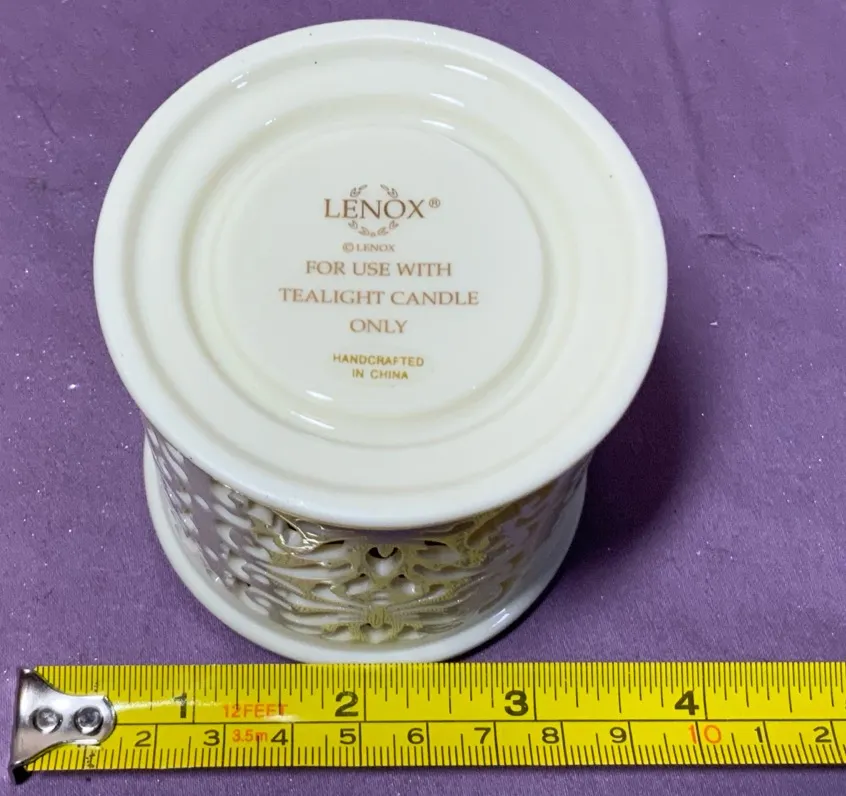 LENOX®
© LENOX
FOR USE WITH
TEALIGHT CANDLE
ONLY
HANDCRAFTED
IN CHINA
1 12FEET 2 3 4
2 3 3.5m 4 5 6 7 8 9 10 1 2